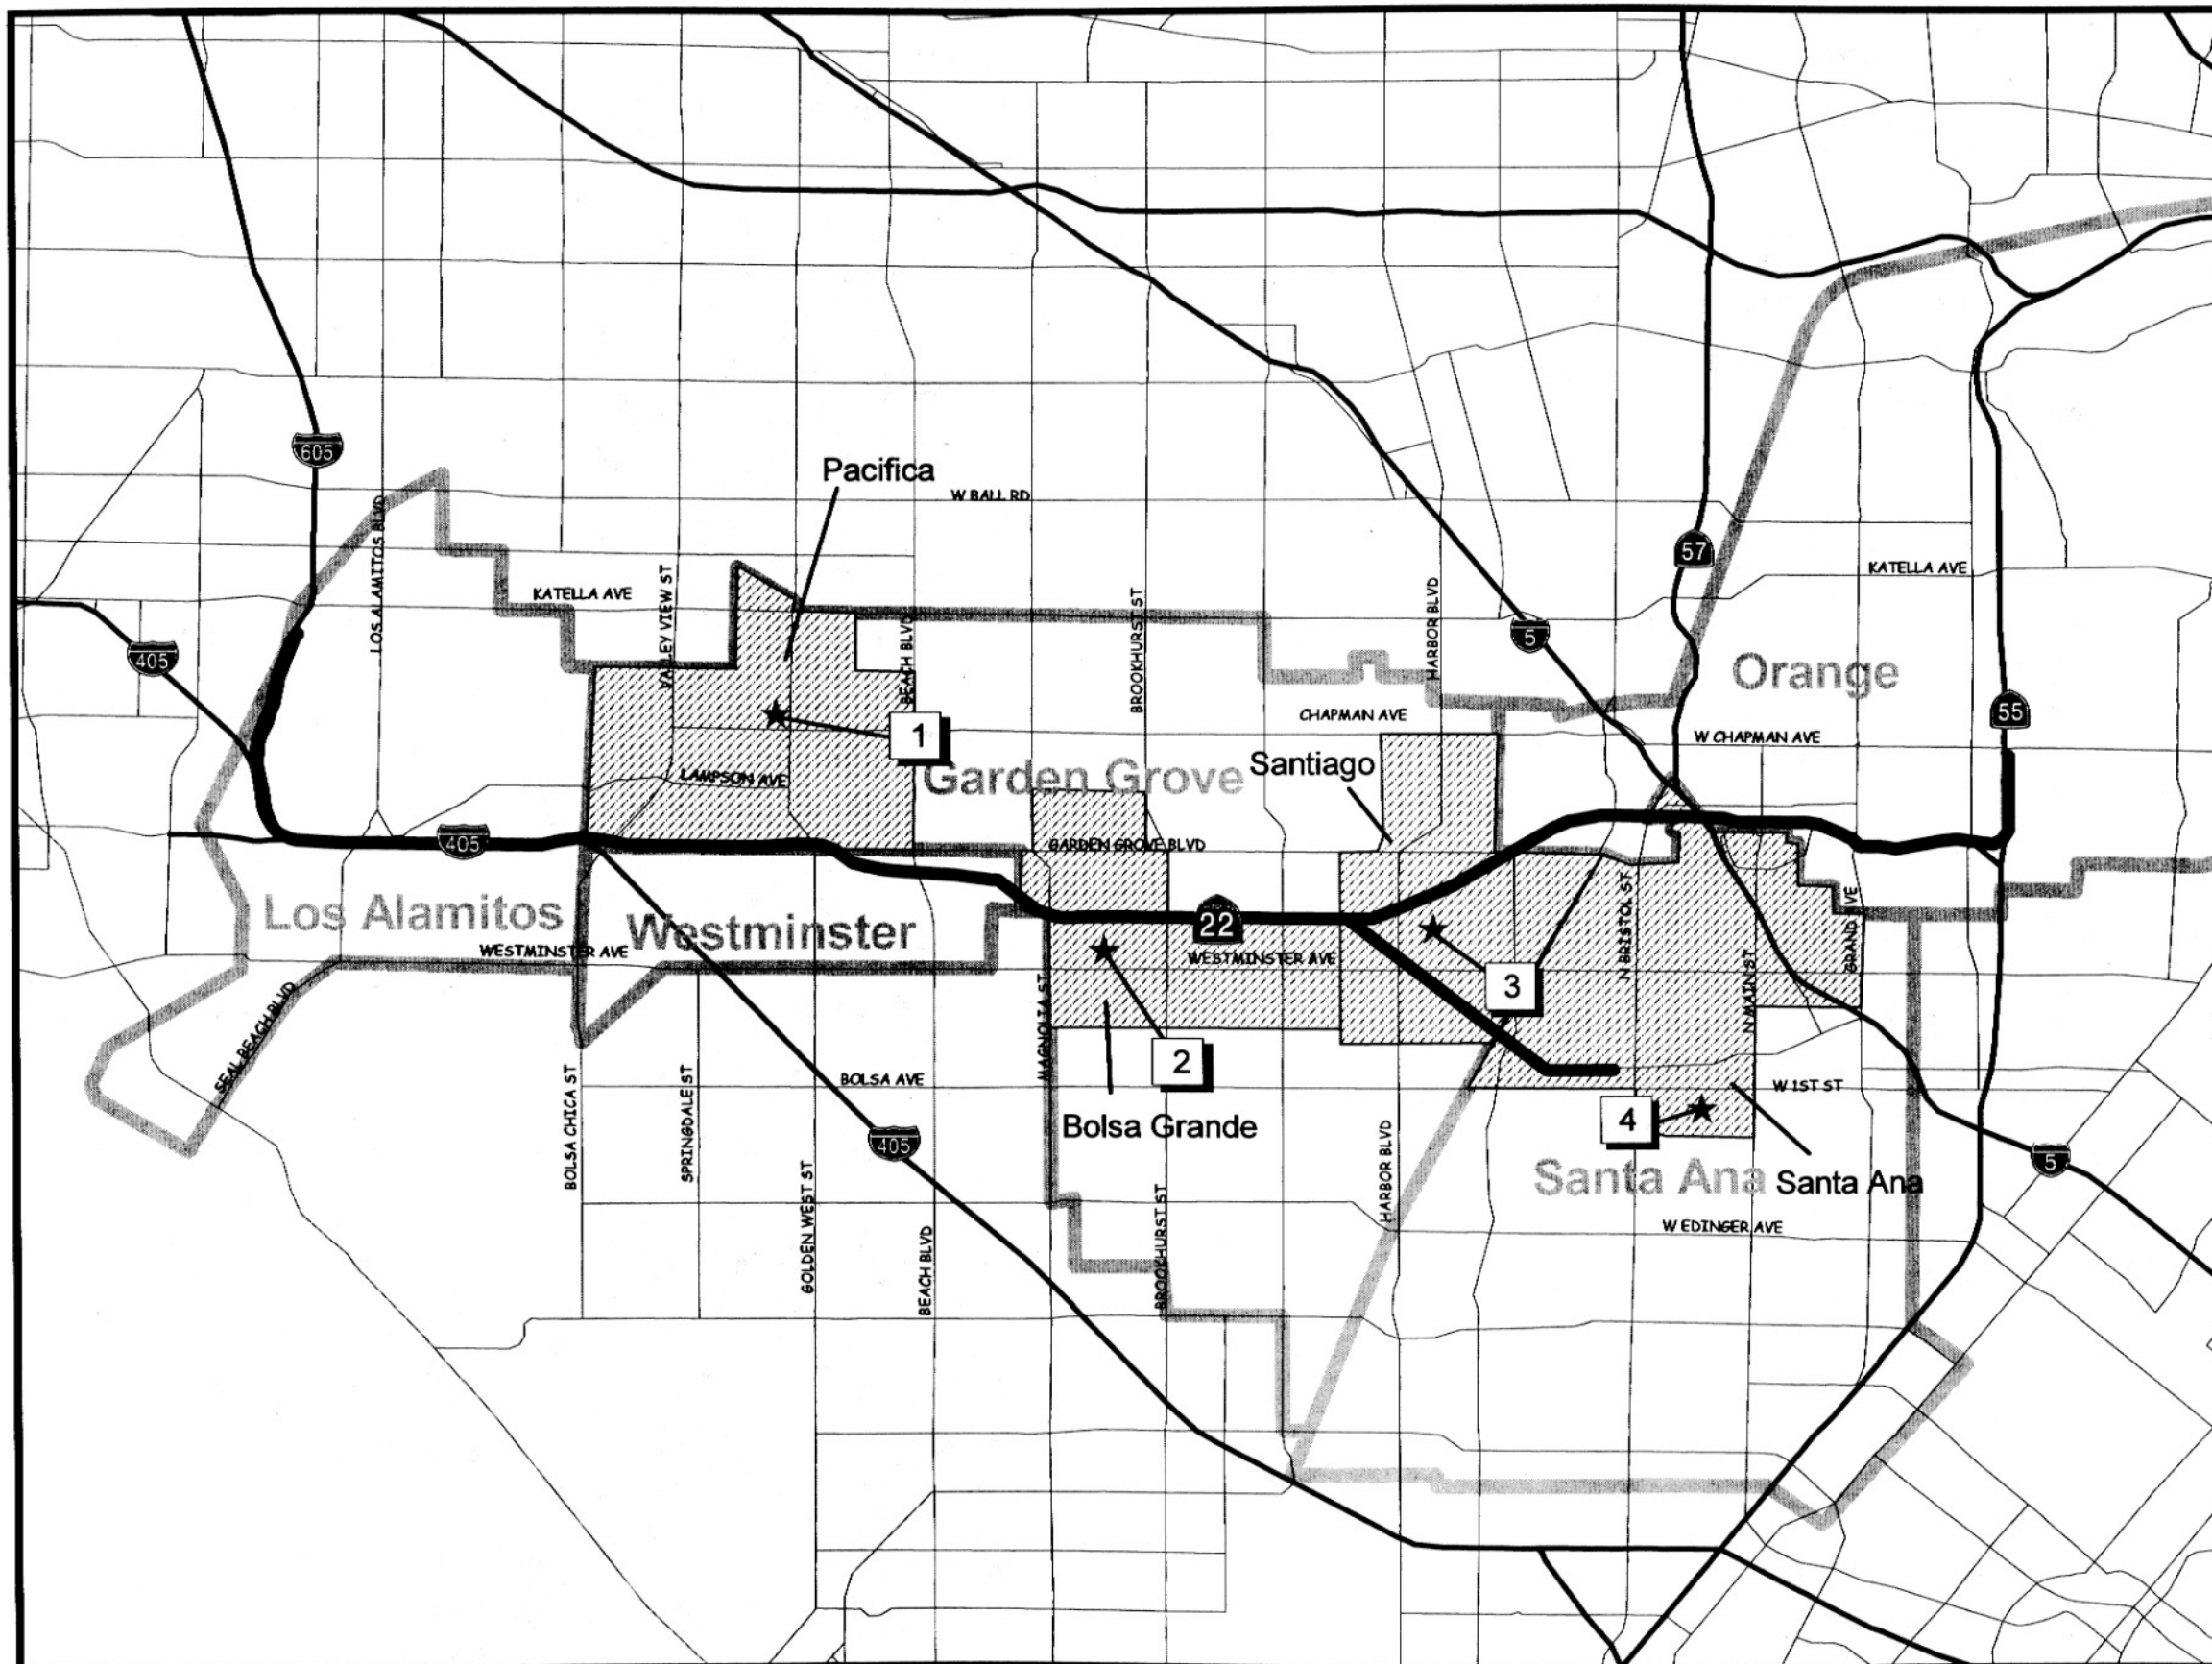 605
Pacifica
W BALL RD
LOS ALAMITOS BLVD
57
KATELLA AVE
KATELLA AVE
VALLEY VIEW ST
BROOKHURST ST
HARBOR BLVD
5
405
BEACH BLVD
Orange
55
CHAPMAN AVE
W CHAPMAN AVE
1
Santiago
LAMPSON AVE
Garden Grove
405
GARDEN GROVE BLVD
Los Alamitos
Westminster
22
N BRISTOL ST
GRAND AVE
WESTMINSTER AVE
WESTMINSTER AVE
3
N MAIN ST
SEAL BEACH BLVD
MAGNOLIA ST
2
BOLSA AVE
W 1ST ST
BOLSA CHICA ST
SPRINGDALE ST
4
Bolsa Grande
405
HARBOR BLVD
5
Santa Ana
Santa Ana
GOLDEN WEST ST
BEACH BLVD
BROOKHURST ST
W EDINGER AVE